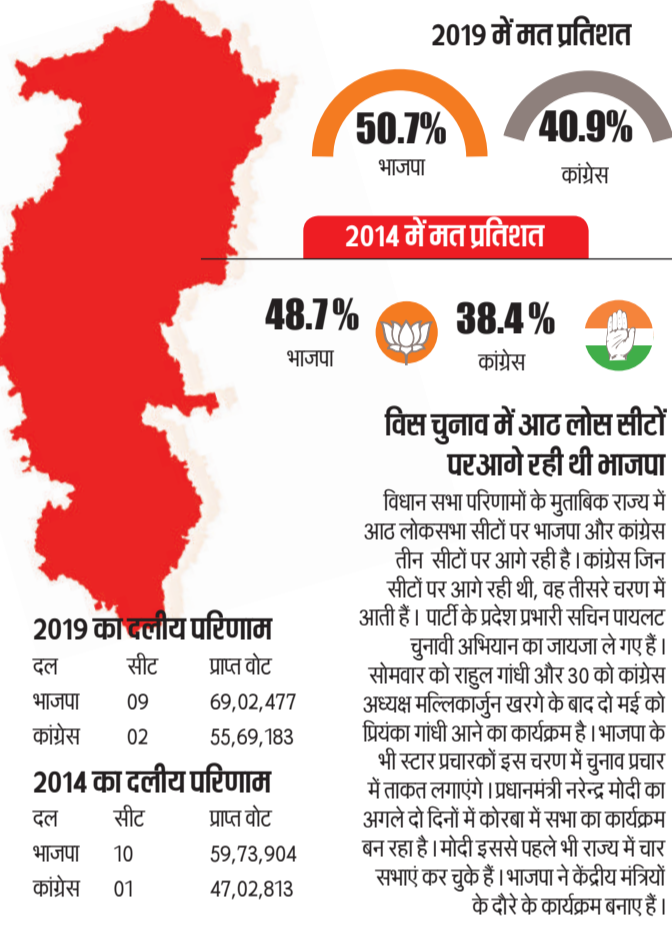 2019 में मत प्रतिशत
50.7%
भाजपा
40.9%
कांग्रेस
2014 में मत प्रतिशत
48.7%
भाजपा
38.4%
कांग्रेस
विस चुनाव में आठ लोस सीटों
पर आगे रही थी भाजपा
विधान सभा परिणामों के मुताबिक राज्य में
आठ लोकसभा सीटों पर भाजपा और कांग्रेस
तीन सीटों पर आगे रही है। कांग्रेस जिन
सीटों पर आगे रही थी, वह तीसरे चरण में
आती हैं। पार्टी के प्रदेश प्रभारी सचिन पायलट
चुनावी अभियान का जायजा ले गए हैं।
सोमवार को राहुल गांधी और 30 को कांग्रेस
अध्यक्ष मल्लिकार्जुन खरगे के बाद दो मई को
प्रियंका गांधी आने का कार्यक्रम है। भाजपा के
भी स्टार प्रचारकों इस चरण में चुनाव प्रचार
में ताकत लगाएंगे। प्रधानमंत्री नरेन्द्र मोदी का
अगले दो दिनों में कोरबा में सभा का कार्यक्रम
बन रहा है। मोदी इससे पहले भी राज्य में चार
सभाएं कर चुके हैं। भाजपा ने केंद्रीय मंत्रियों
के दौरे के कार्यक्रम बनाए हैं।
2019 का दलीय परिणाम
दल सीट प्राप्त वोट
भाजपा 09 69,02,477
कांग्रेस 02 55,69,183
2014 का दलीय परिणाम
दल सीट प्राप्त वोट
भाजपा 10 59,73,904
कांग्रेस 01 47,02,813